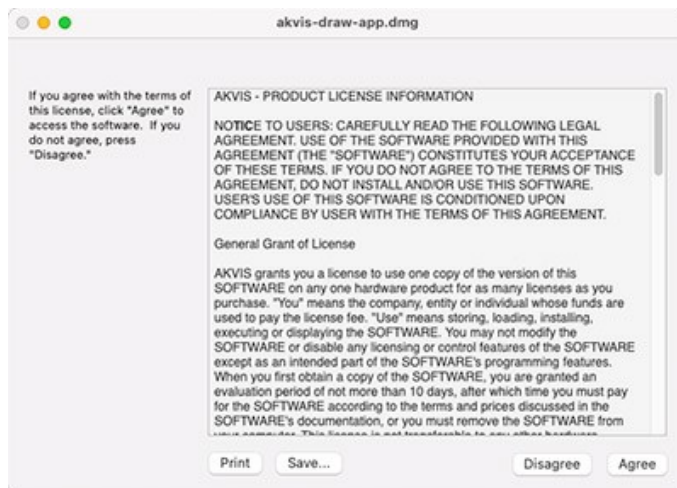 akvis-draw-app.dmg
If you agree with the terms of
this license, click "Agree" to
access the software. If you
do not agree, press
"Disagree."
AKVIS - PRODUCT LICENSE INFORMATION
NOTICE TO USERS: CAREFULLY READ THE FOLLOWING LEGAL
AGREEMENT. USE OF THE SOFTWARE PROVIDED WITH THIS
AGREEMENT (THE "SOFTWARE") CONSTITUTES YOUR ACCEPTANCE
OF THESE TERMS. IF YOU DO NOT AGREE TO THE TERMS OF THIS
AGREEMENT, DO NOT INSTALL AND/OR USE THIS SOFTWARE.
USER'S USE OF THIS SOFTWARE IS CONDITIONED UPON
COMPLIANCE BY USER WITH THE TERMS OF THIS AGREEMENT.
General Grant of License
AKVIS grants you a license to use one copy of the version of this
SOFTWARE on any one hardware product for as many licenses as you
purchase. "You" means the company, entity or individual whose funds are
used to pay the license fee. "Use" means storing, loading, installing,
executing or displaying the SOFTWARE. You may not modify the
SOFTWARE or disable any licensing or control features of the SOFTWARE
except as an intended part of the SOFTWARE's programming features.
When you first obtain a copy of the SOFTWARE, you are granted an
evaluation period of not more than 10 days, after which time you must pay
for the SOFTWARE according to the terms and prices discussed in the
SOFTWARE's documentation, or you must remove the SOFTWARE from
your computer. This license is not transferable to any other hardware
Print Save... Disagree Agree